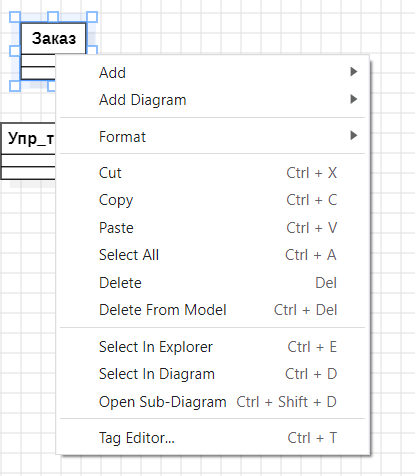 Заказ
Упр_т
Add
Add Diagram
Format
Cut Ctrl + X
Copy Ctrl + C
Paste Ctrl + V
Select All Ctrl + A
Delete Del
Delete From Model Ctrl + Del
Select In Explorer Ctrl + E
Select In Diagram Ctrl + D
Open Sub-Diagram Ctrl + Shift + D
Tag Editor... Ctrl + T